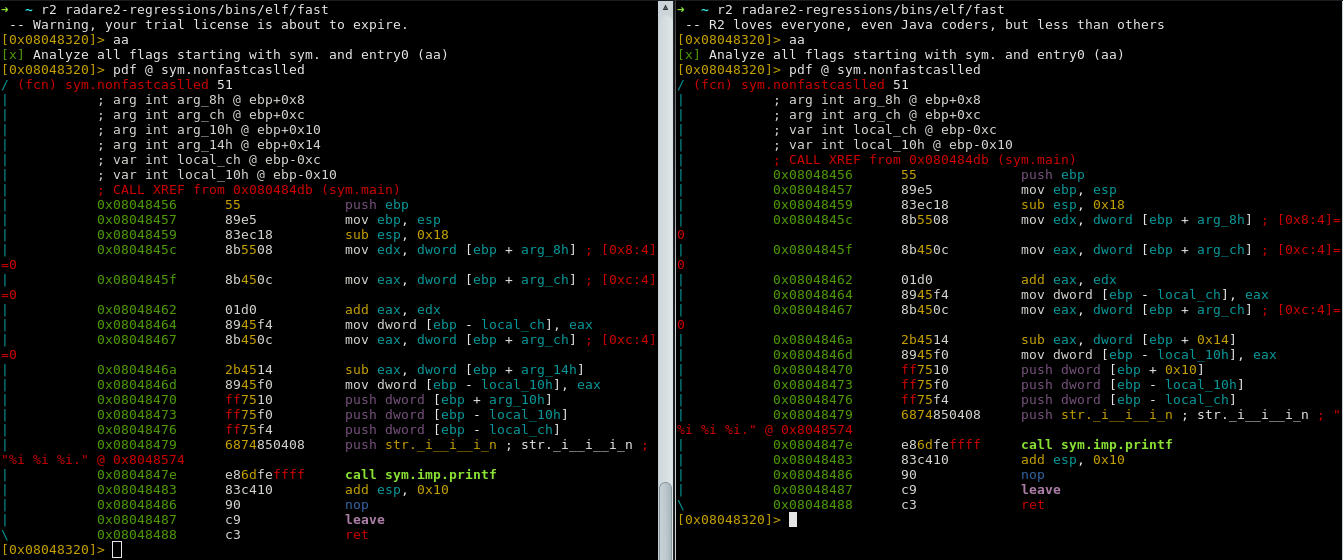 ➜  ~ r2 radare2-regressions/bins/elf/fast
 -- Warning, your trial license is about to expire.
[0x08048320]> aa
[x] Analyze all flags starting with sym. and entry0 (aa)
[0x08048320]> pdf @ sym.nonfastcaslled
/ (fcn) sym.nonfastcaslled 51
|           ; arg int arg_8h @ ebp+0x8
|           ; arg int arg_ch @ ebp+0xc
|           ; arg int arg_10h @ ebp+0x10
|           ; arg int arg_14h @ ebp+0x14
|           ; var int local_ch @ ebp-0xc
|           ; var int local_10h @ ebp-0x10
|           ; CALL XREF from 0x080484db (sym.main)
|           0x08048456      55             push ebp
|           0x08048457      89e5           mov ebp, esp
|           0x08048459      83ec18         sub esp, 0x18
|           0x0804845c      8b5508         mov edx, dword [ebp + arg_8h] ; [0x8:4]
=0
|           0x0804845f      8b450c         mov eax, dword [ebp + arg_ch] ; [0xc:4]
=0
|           0x08048462      01d0           add eax, edx
|           0x08048464      8945f4         mov dword [ebp - local_ch], eax
|           0x08048467      8b450c         mov eax, dword [ebp + arg_ch] ; [0xc:4]
=0
|           0x0804846a      2b4514         sub eax, dword [ebp + arg_14h]
|           0x0804846d      8945f0         mov dword [ebp - local_10h], eax
|           0x08048470      ff7510         push dword [ebp + arg_10h]
|           0x08048473      ff75f0         push dword [ebp - local_10h]
|           0x08048476      ff75f4         push dword [ebp - local_ch]
|           0x08048479      6874850408     push str._i__i__i_n ; str._i__i__i_n ;
"%i %i %i." @ 0x8048574
|           0x0804847e      e86dfeffff     call sym.imp.printf
|           0x08048483      83c410         add esp, 0x10
|           0x08048486      90             nop
|           0x08048487      c9             leave
\           0x08048488      c3             ret
[0x08048320]>
➜  ~ r2 radare2-regressions/bins/elf/fast
 -- R2 loves everyone, even Java coders, but less than others
[0x08048320]> aa
[x] Analyze all flags starting with sym. and entry0 (aa)
[0x08048320]> pdf @ sym.nonfastcaslled
/ (fcn) sym.nonfastcaslled 51
|           ; arg int arg_8h @ ebp+0x8
|           ; arg int arg_ch @ ebp+0xc
|           ; var int local_ch @ ebp-0xc
|           ; var int local_10h @ ebp-0x10
|           ; CALL XREF from 0x080484db (sym.main)
|           0x08048456      55             push ebp
|           0x08048457      89e5           mov ebp, esp
|           0x08048459      83ec18         sub esp, 0x18
|           0x0804845c      8b5508         mov edx, dword [ebp + arg_8h] ; [0x8:4]=
0
|           0x0804845f      8b450c         mov eax, dword [ebp + arg_ch] ; [0xc:4]=
0
|           0x08048462      01d0           add eax, edx
|           0x08048464      8945f4         mov dword [ebp - local_ch], eax
|           0x08048467      8b450c         mov eax, dword [ebp + arg_ch] ; [0xc:4]=
0
|           0x0804846a      2b4514         sub eax, dword [ebp + 0x14]
|           0x0804846d      8945f0         mov dword [ebp - local_10h], eax
|           0x08048470      ff7510         push dword [ebp + 0x10]
|           0x08048473      ff75f0         push dword [ebp - local_10h]
|           0x08048476      ff75f4         push dword [ebp - local_ch]
|           0x08048479      6874850408     push str._i__i__i_n ; str._i__i__i_n ; "
%i %i %i." @ 0x8048574
|           0x0804847e      e86dfeffff     call sym.imp.printf
|           0x08048483      83c410         add esp, 0x10
|           0x08048486      90             nop
|           0x08048487      c9             leave
\           0x08048488      c3             ret
[0x08048320]>